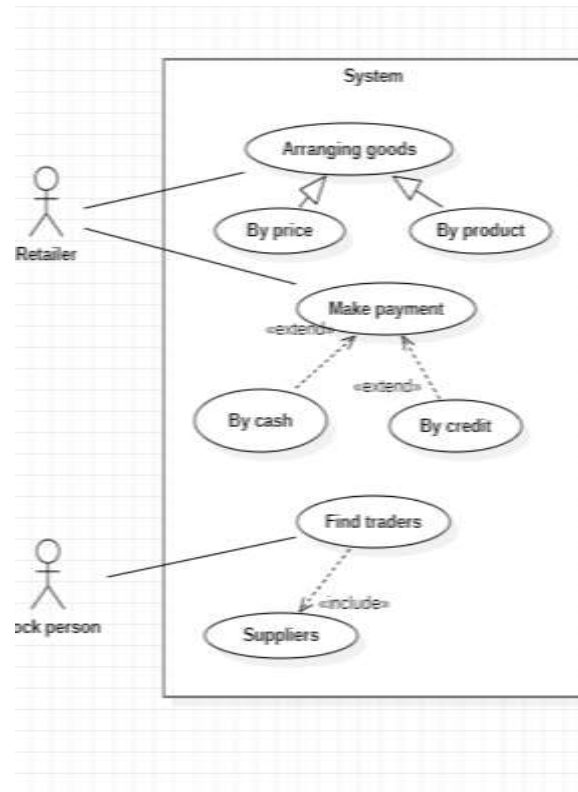 System
Arranging goods
By price
By product
Retailer
Make payment
«extend»
«extend»
By cash
By credit
Find traders
ock person
«include»
Suppliers